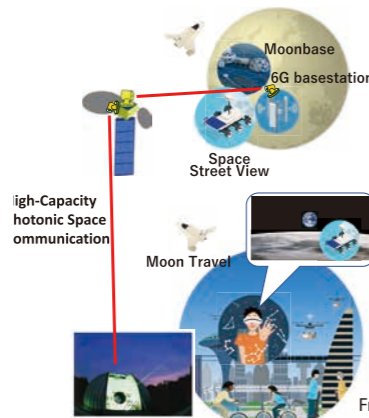 Moonbase
6G basestation
Space
Street View
igh-Capacity
hotonic Space
ommunication
Moon Travel
F